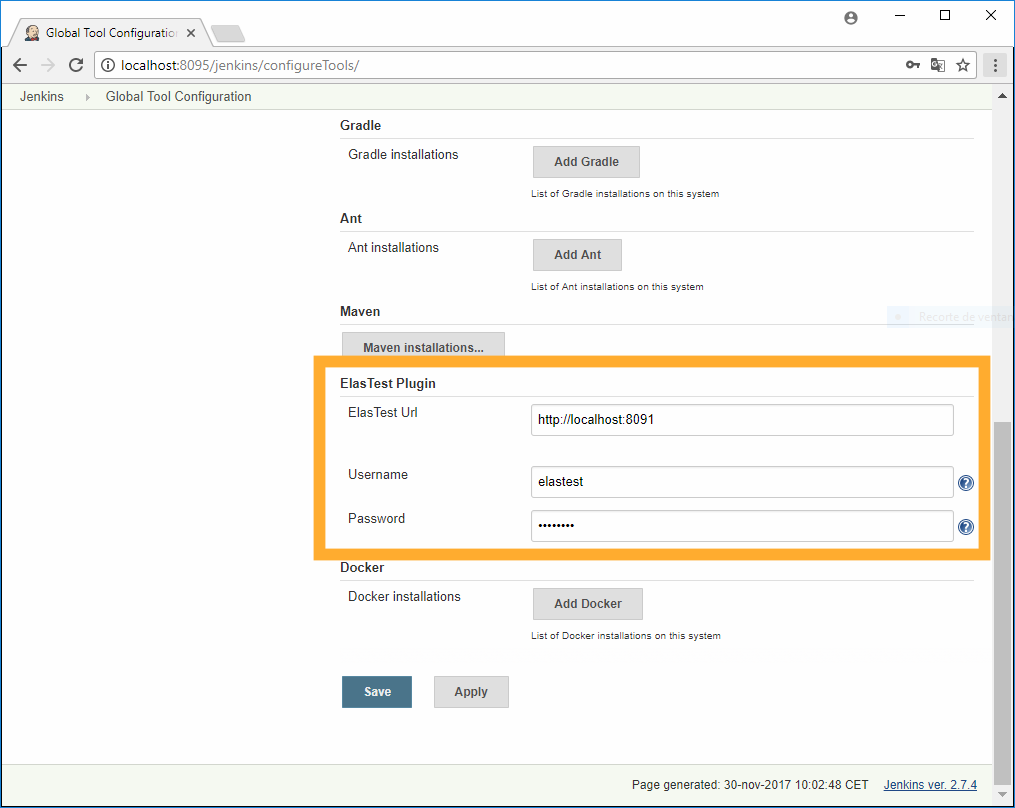 Global Tool Configuration
localhost:8095/jenkins/configureTools/
Jenkins Global Tool Configuration
Gradle
Gradle installations Add Gradle
List of Gradle installations on this system
Ant
Ant installations Add Ant
List of Ant installations on this system
Recorte de ventan
Maven
Maven installations...
ElasTest Plugin
ElasTest Url http://localhost:8091
Username elastest
?
Password ••••••••
?
Docker
Docker installations Add Docker
List of Docker installations on this system
Save Apply
Page generated: 30-nov-2017 10:02:48 CET Jenkins ver. 2.7.4